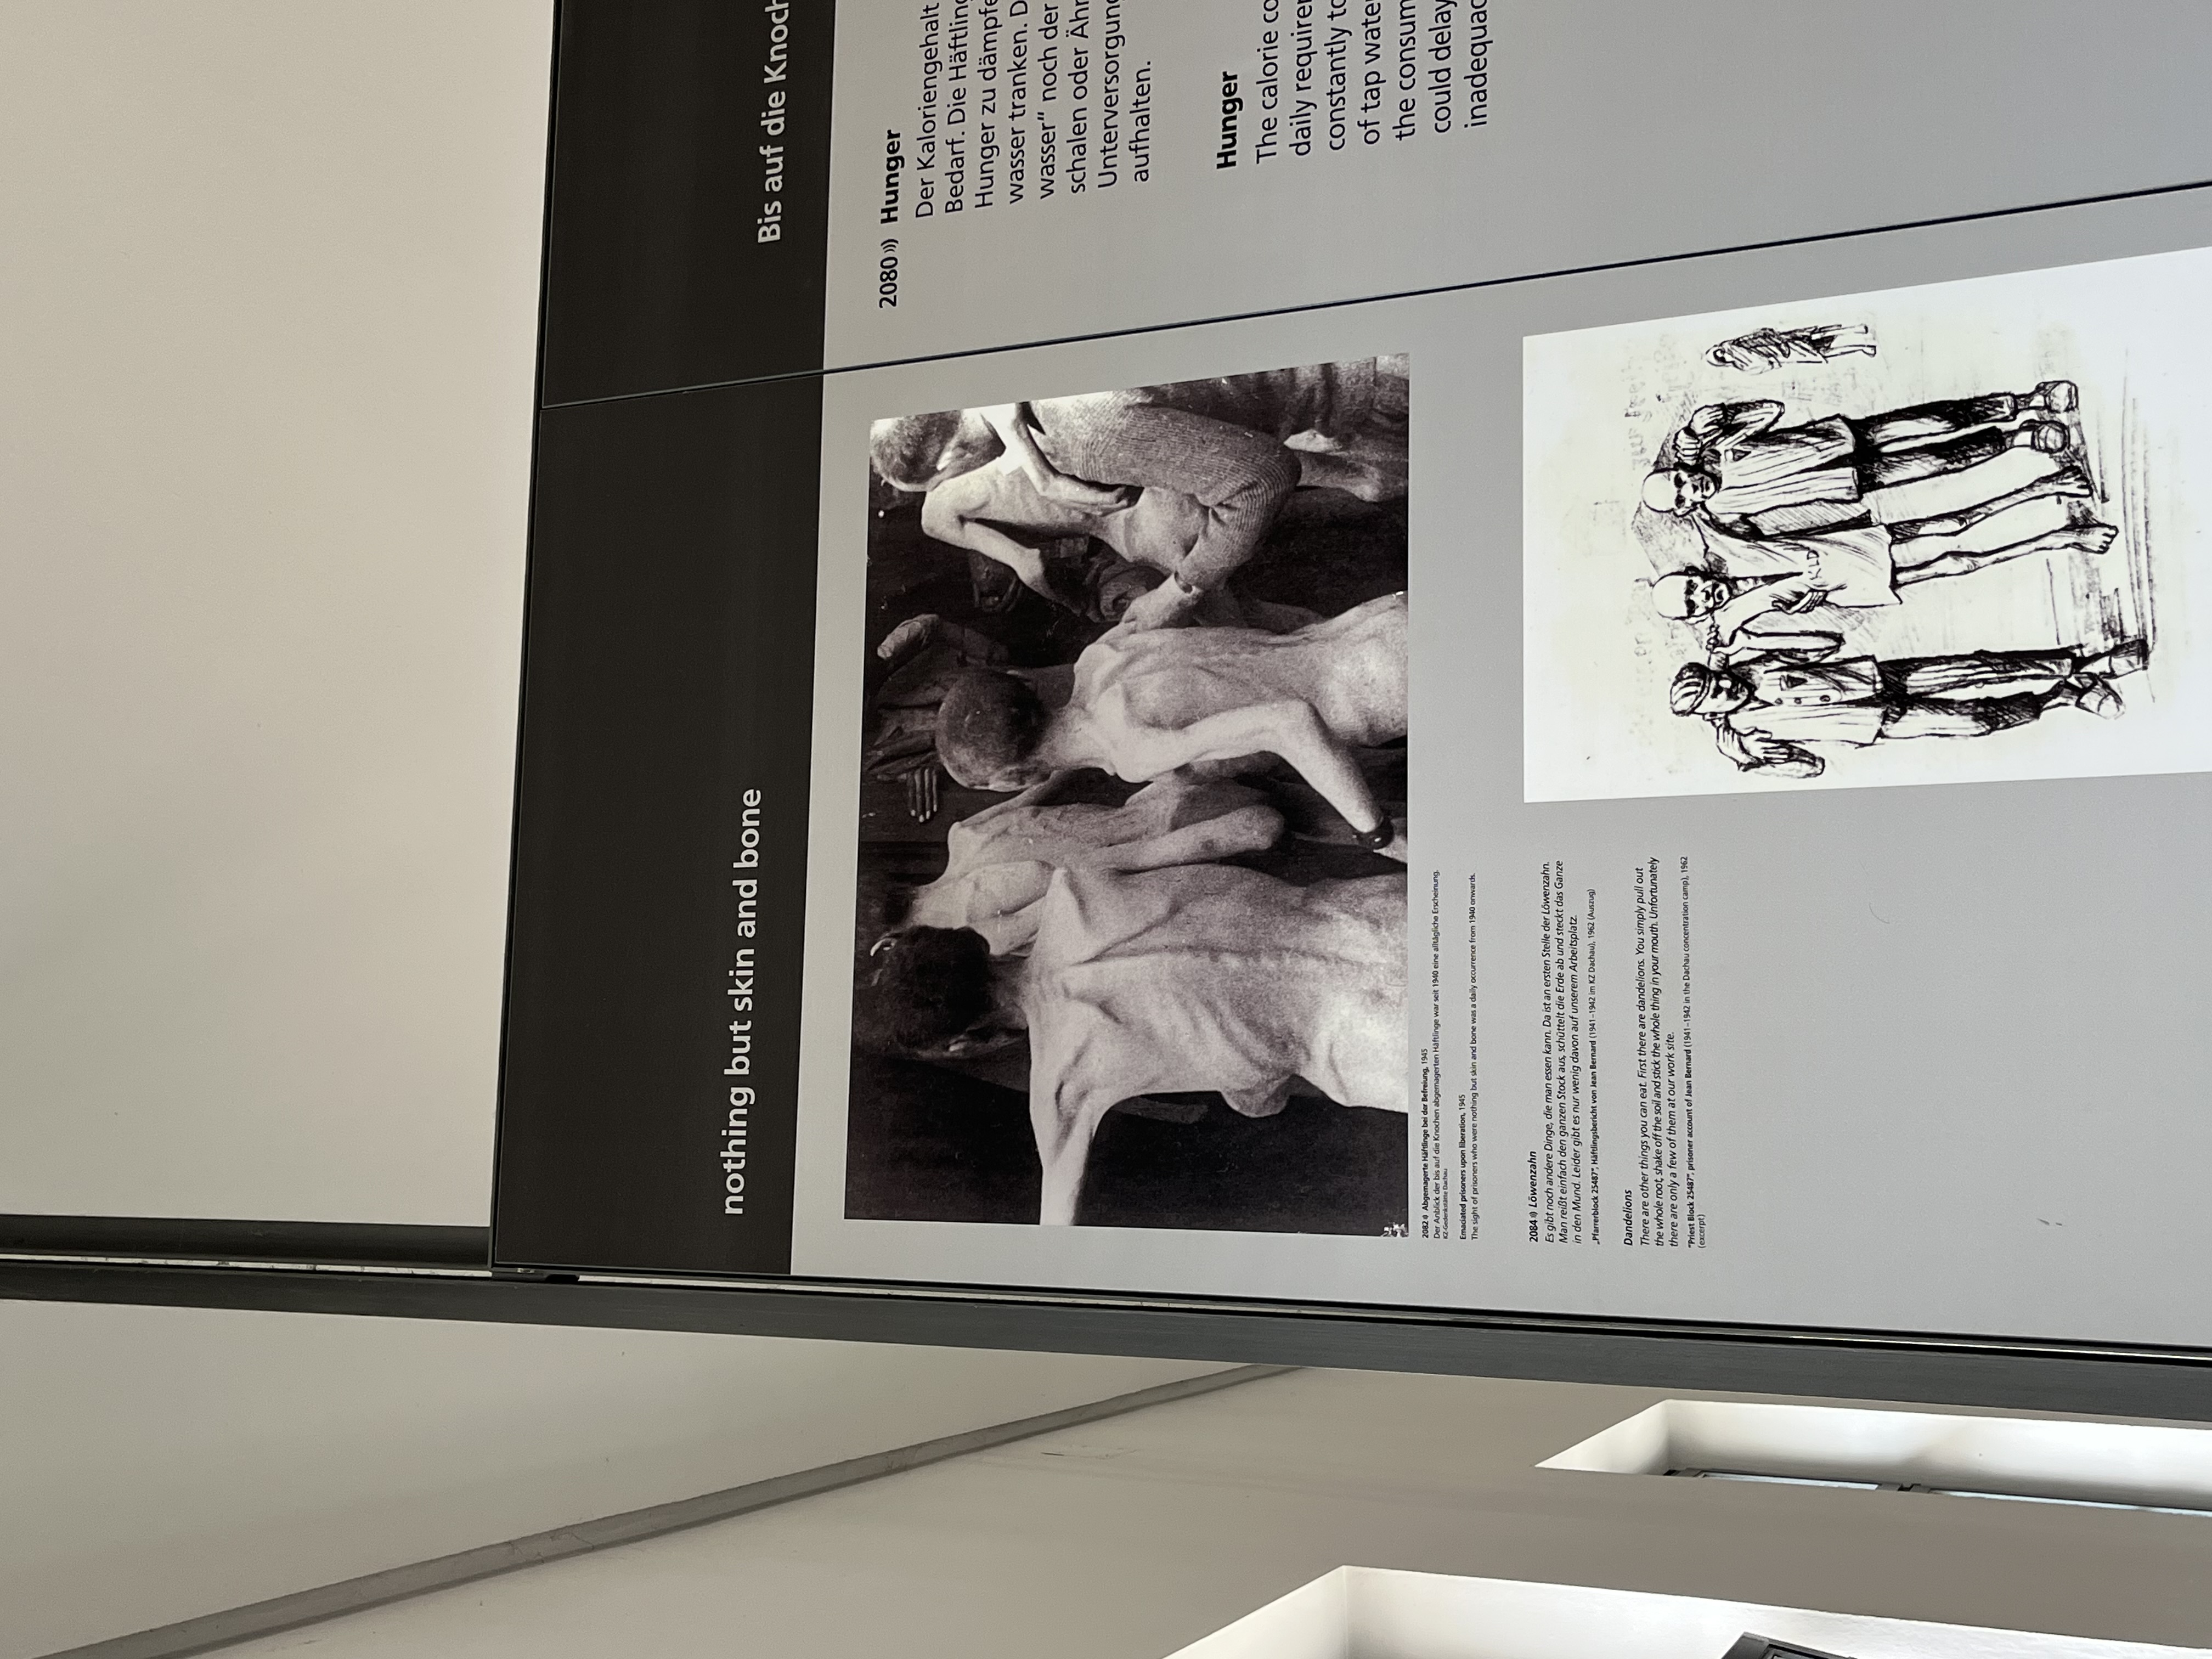 nothing but skin and bone
2082 Abgemagerte Häftlinge bei der Befreiung, 1945
Der Anblick der bis auf die Knochen abgemagerten Häftlinge war seit 1940 eine alltägliche Erscheinung.
KZ-Gedenkstätte Dachau
Emaciated prisoners upon liberation, 1945
The sight of prisoners who were nothing but skin and bone was a daily occurrence from 1940 onwards.
2084 Löwenzahn
Es gibt noch andere Dinge, die man essen kann. Da ist an ersten Stelle der Löwenzahn.
Man reißt einfach den ganzen Stock aus, schüttelt die Erde ab und steckt das Ganze
in den Mund. Leider gibt es nur wenig davon auf unserem Arbeitsplatz.
„Pfarrerblock 25487“, Häftlingsbericht von Jean Bernard (1941–1942 im KZ Dachau), 1962 (Auszug)
Dandelions
There are other things you can eat. First there are dandelions. You simply pull out
the whole root, shake off the soil and stick the whole thing in your mouth. Unfortunately
there are only a few of them at our work site.
"Priest Block 25487", prisoner account of Jean Bernard (1941–1942 in the Dachau concentration camp), 1962
(excerpt)
KLD
Bis auf die Knoch
2080 Hunger
Der Kaloriengehalt
Bedarf. Die Häftling
Hunger zu dämpfe
wasser tranken. D
wasser“ noch der
schalen oder Ähn
Unterversorgung
aufhalten.
Hunger
The calorie co
daily requirem
constantly to
of tap water
the consum
could delay
inadequac